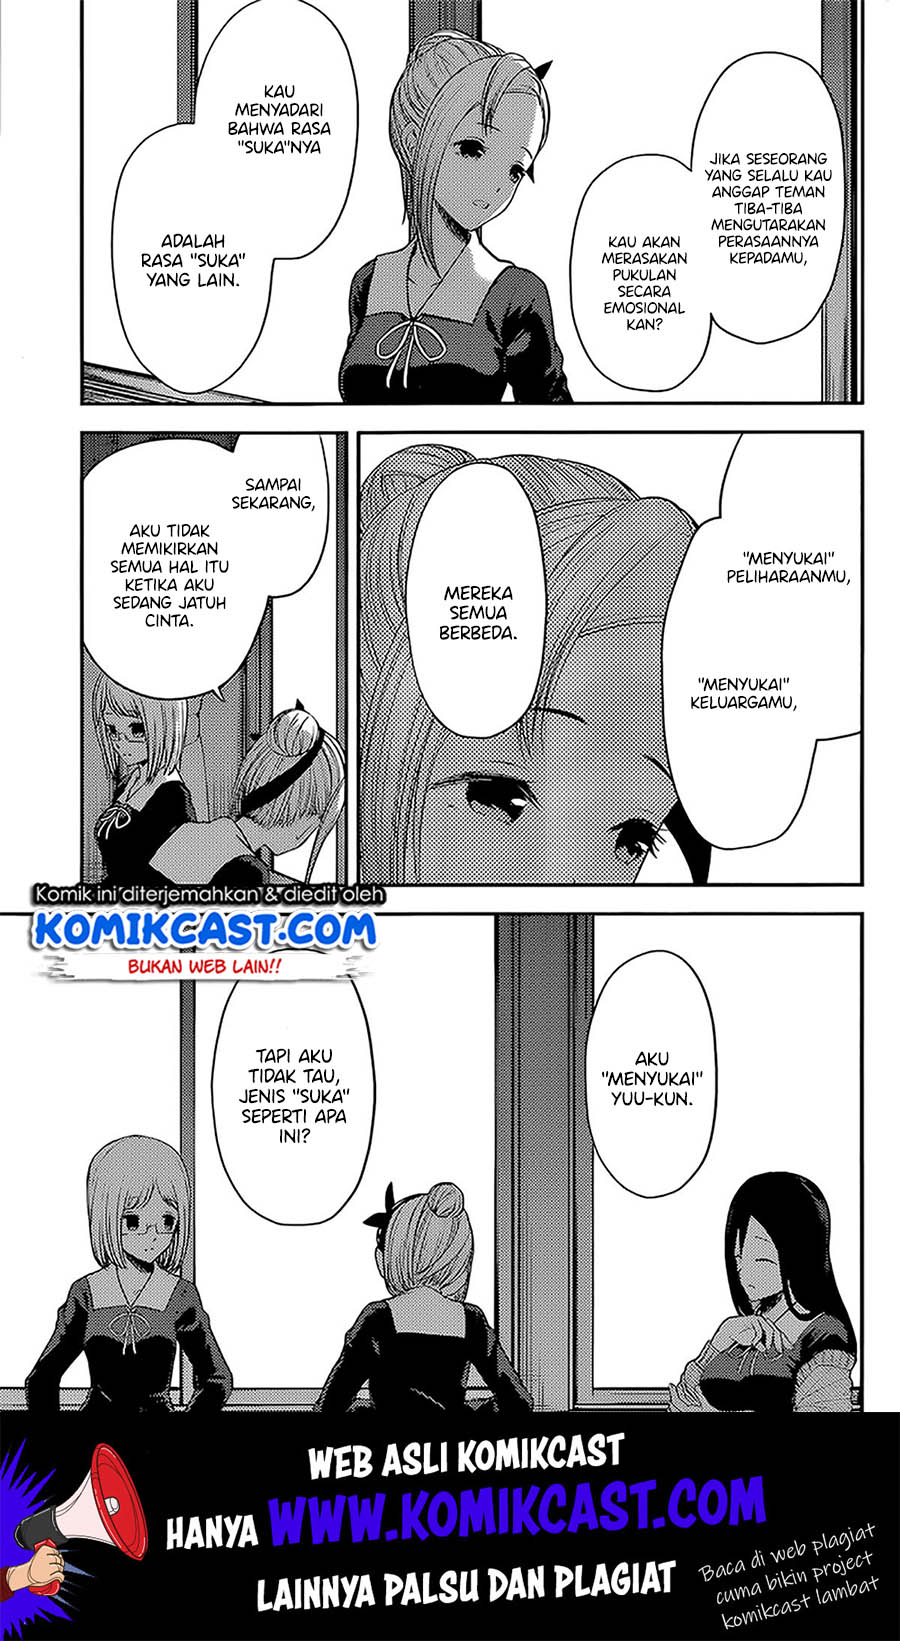 JIKA SESEORANG
YANG SELALU KAU
ANGGAP TEMAN
TIBA-TIBA
MENGUTARAKAN
PERASAANNYA
KEPADAMU,
KAU AKAN
MERASAKAN
PUKULAN
SECARA
EMOSIONAL
KAN?
KAU
MENYADARI
BAHWA RASA
"SUKA"NYA
ADALAH
RASA "SUKA"
YANG LAIN.
"MENYUKAI"
PELIHARAANMU,
"MENYUKAI"
KELUARGAMU,
MEREKA
SEMUA
BERBEDA.
SAMPAI
SEKARANG,
AKU TIDAK
MEMIKIRKAN
SEMUA HAL ITU
KETIKA AKU
SEDANG JATUH
CINTA.
Komik ini diterjemahkan & diedit oleh
KOMIKCAST.COM
BUKAN WEB LAIN!!
AKU
"MENYUKAI"
YUU-KUN.
TAPI AKU
TIDAK TAU,
JENIS "SUKA"
SEPERTI APA
INI?
WEB ASLI KOMIKCAST
HANYA WWW.KOMIKCAST.COM
LAINNYA PALSU DAN PLAGIAT
Baca di web plagiat
cuma bikin project
komikcast lambat